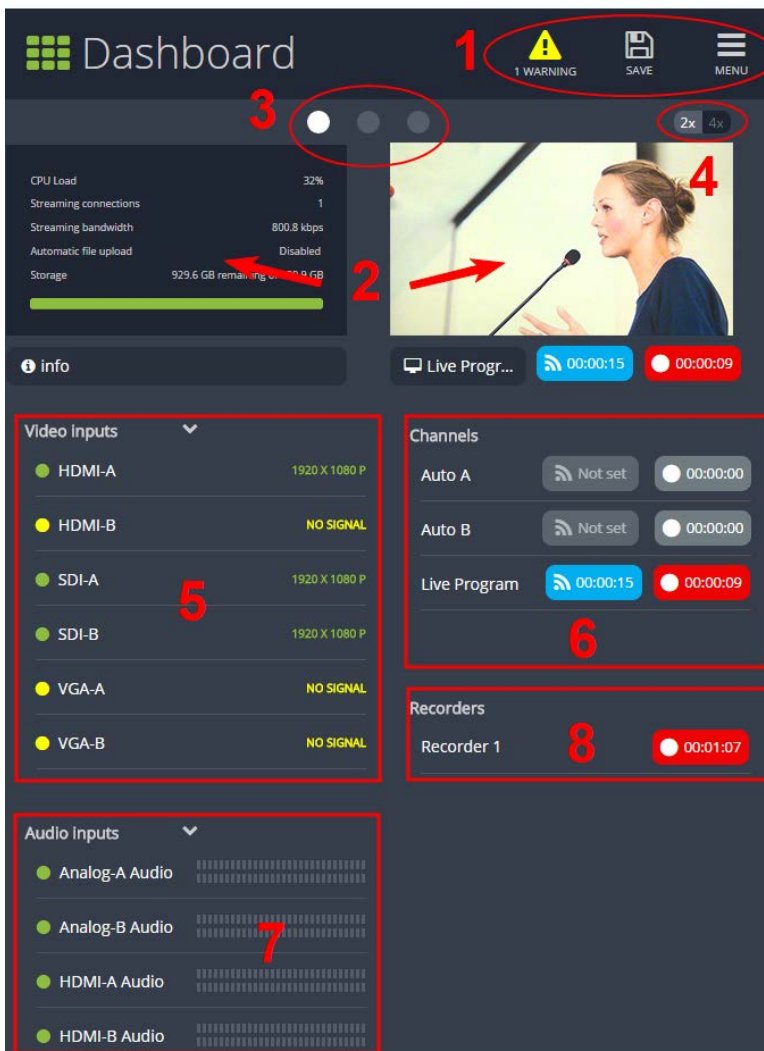 Dashboard
1
1 WARNING
SAVE
MENU
3
2x 4x
4
CPU Load 32%
Streaming connections 1
Streaming bandwidth 800.8 kbps
Automatic file upload Disabled
Storage 929.6 GB remaining GB
2
info
Live Progr... 00:00:15 00:00:09
Video inputs
HDMI-A 1920 X 1080 P
HDMI-B NO SIGNAL
SDI-A 1920 X 1080 P
5
SDI-B 1920 X 1080 P
VGA-A NO SIGNAL
VGA-B NO SIGNAL
Channels
Auto A Not set 00:00:00
Auto B Not set 00:00:00
Live Program 00:00:15 00:00:09
6
Recorders
Recorder 1 8 00:01:07
Audio inputs
Analog-A Audio
Analog-B Audio
7
HDMI-A Audio
HDMI-B Audio